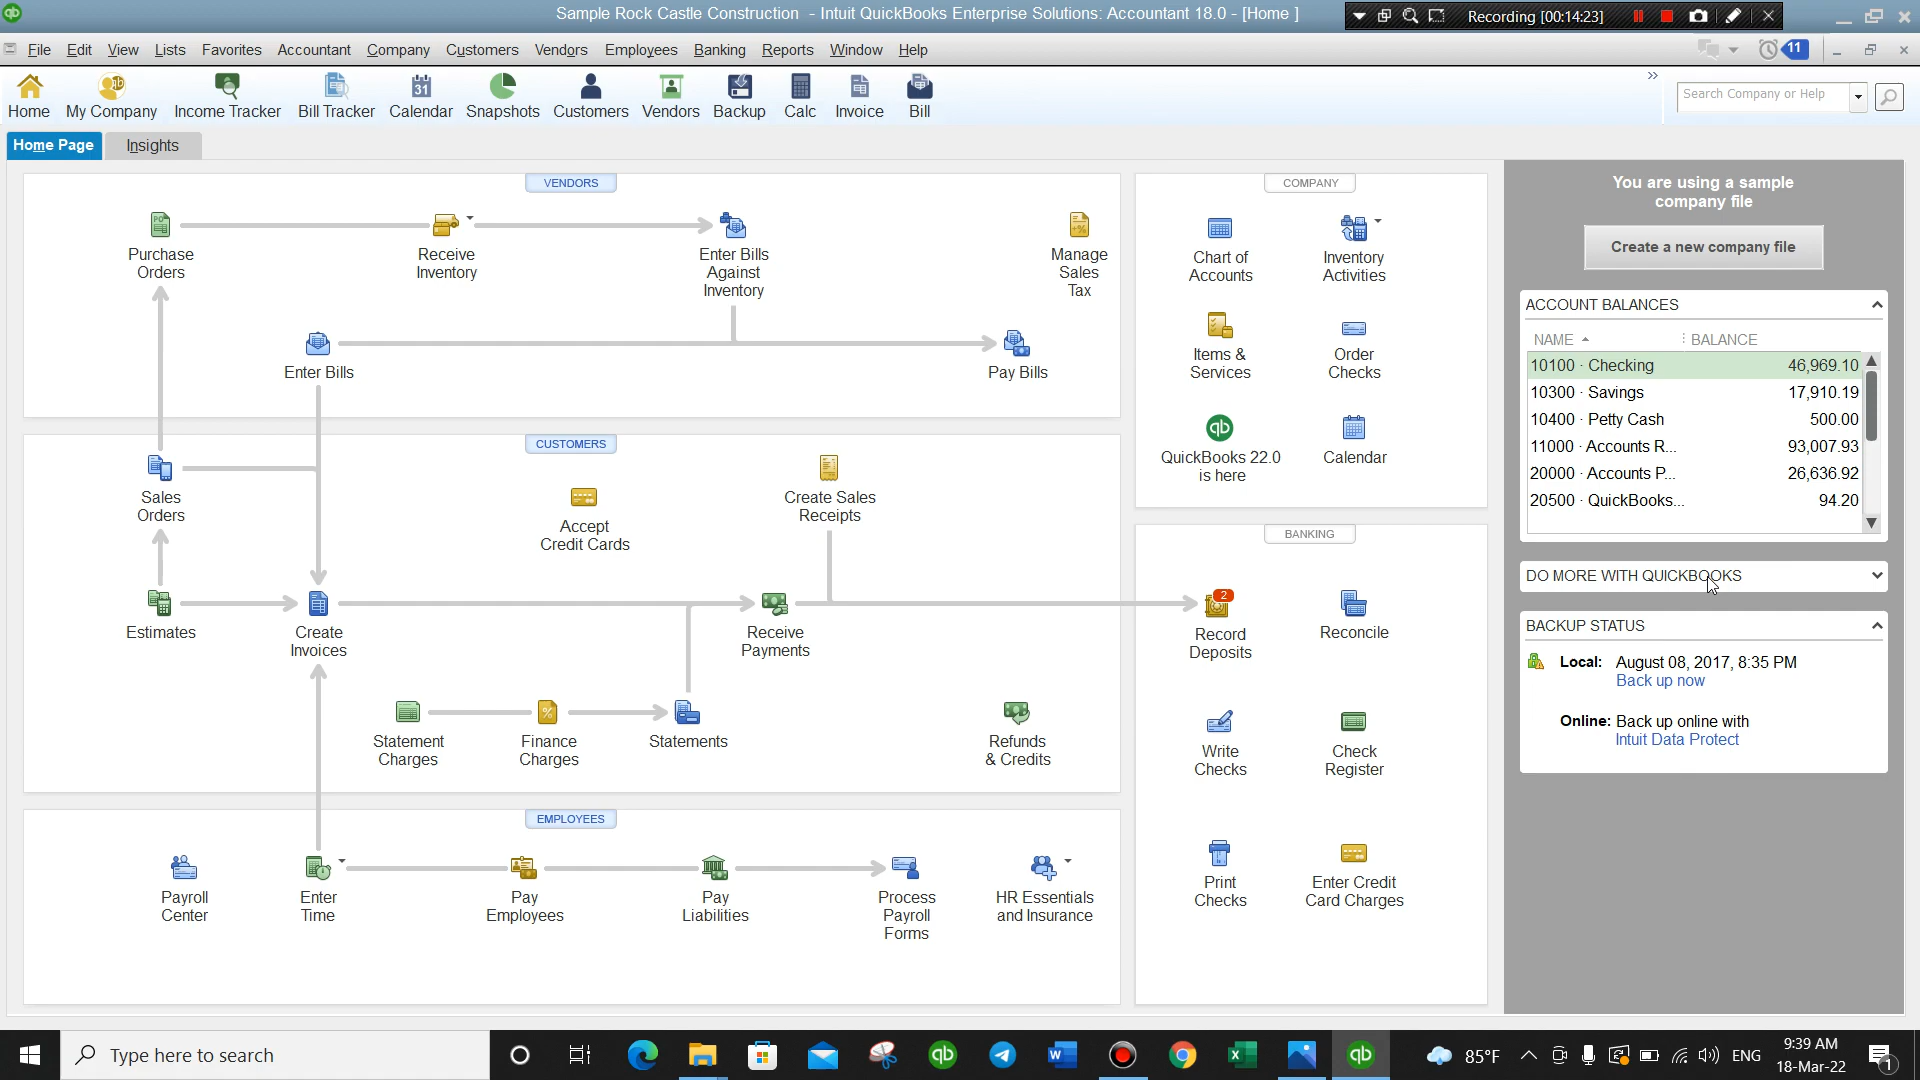 Sample Rock Castle Construction - Intuit QuickBooks Enterprise Solutions: Accountant 18.0 - [Home ]
Recording [00:14:23]
File Edit View Lists Favorites Accountant Company Customers Vendors Employees Banking Reports Window Help
11
Home My Company Income Tracker Bill Tracker Calendar Snapshots Customers Vendors Backup Calc Invoice Bill
Search Company or Help
Home Page Insights
VENDORS
Purchase
Orders
Receive
Inventory
Enter Bills
Against
Inventory
Manage
Sales
Tax
Enter Bills
Pay Bills
CUSTOMERS
Sales
Orders
Accept
Credit Cards
Create Sales
Receipts
Estimates
Create
Invoices
Receive
Payments
Statement
Charges
Finance
Charges
Statements
Refunds
& Credits
EMPLOYEES
Payroll
Center
Enter
Time
Pay
Employees
Pay
Liabilities
Process
Payroll
Forms
HR Essentials
and Insurance
COMPANY
Chart of
Accounts
Inventory
Activities
Items &
Services
Order
Checks
QuickBooks 22.0
is here
Calendar
BANKING
2
Record
Deposits
Reconcile
Write
Checks
Check
Register
Print
Checks
Enter Credit
Card Charges
You are using a sample
company file
Create a new company file
ACCOUNT BALANCES
NAME BALANCE
10100 · Checking 46,969.10
10300 · Savings 17,910.19
10400 · Petty Cash 500.00
11000 · Accounts R... 93,007.93
20000 · Accounts P... 26,636.92
20500 · QuickBooks... 94.20
DO MORE WITH QUICKBOOKS
BACKUP STATUS
Local: August 08, 2017, 8:35 PM
Back up now
Online: Back up online with
Intuit Data Protect
Type here to search
85°F
ENG
9:39 AM
18-Mar-22
1